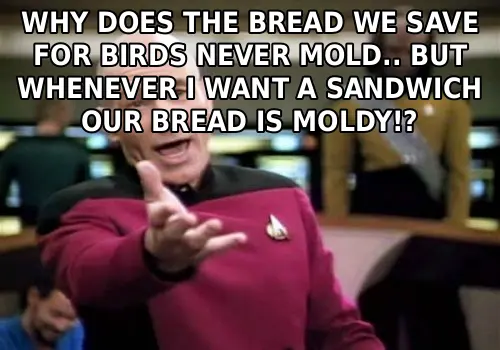 WHY DOES THE BREAD WE SAVE
FOR BIRDS NEVER MOLD.. BUT
WHENEVER I WANT A SANDWICH
OUR BREAD IS MOLDY!?